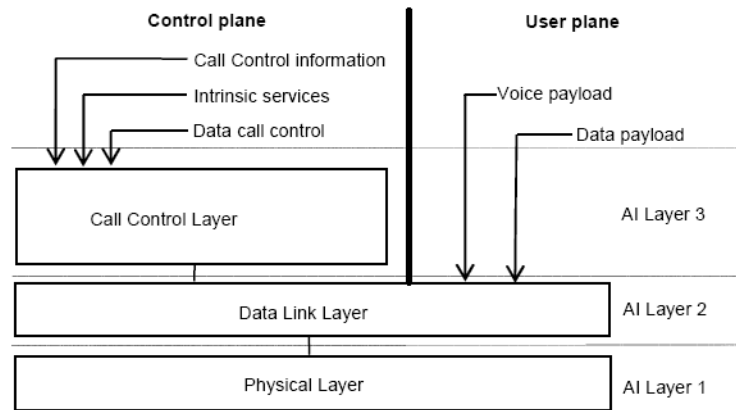 Control plane
User plane
Call Control information
Intrinsic services
Voice payload
Data call control
Data payload
Call Control Layer
AI Layer 3
Data Link Layer
AI Layer 2
Physical Layer
AI Layer 1